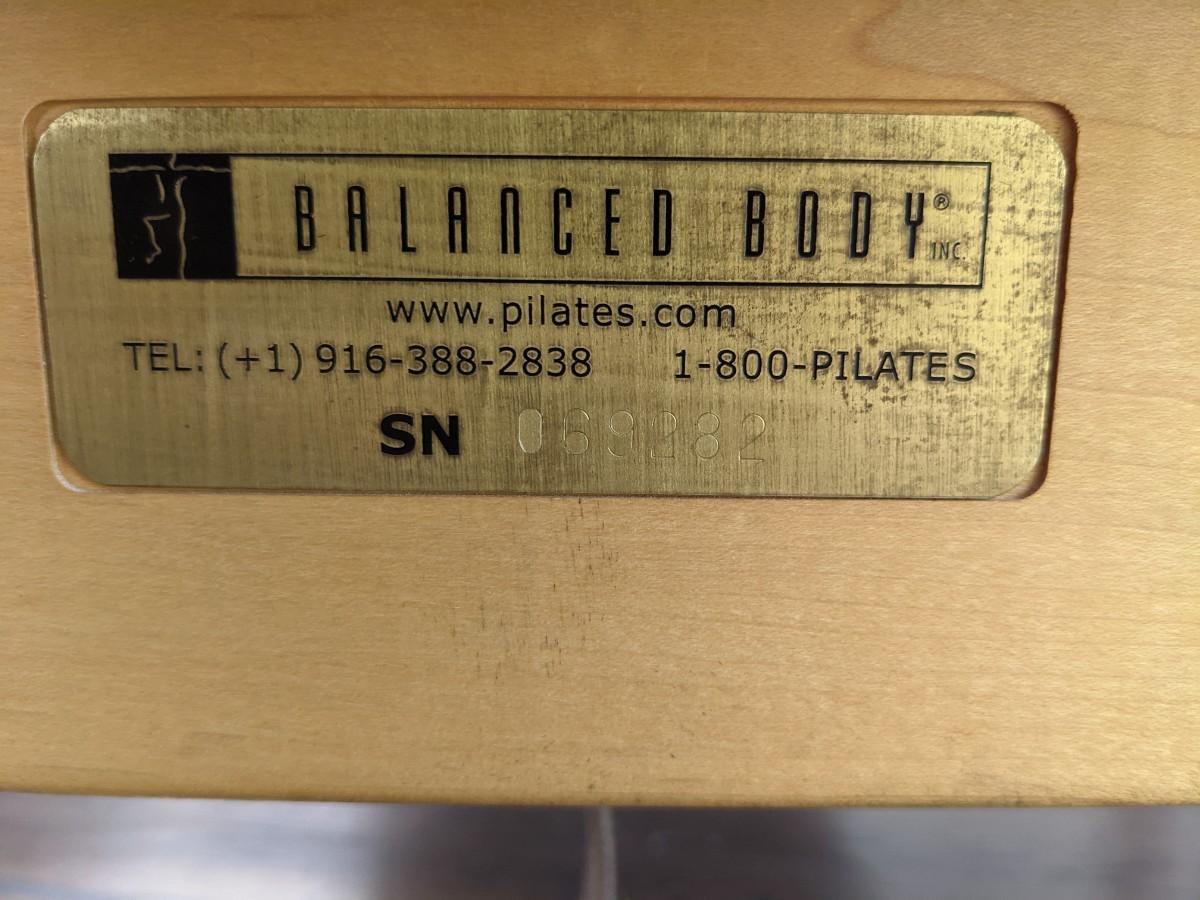 BALANCED BODY® INC.
www.pilates.com
TEL: (+1) 916-388-2838 1-800-PILATES
SN 069282